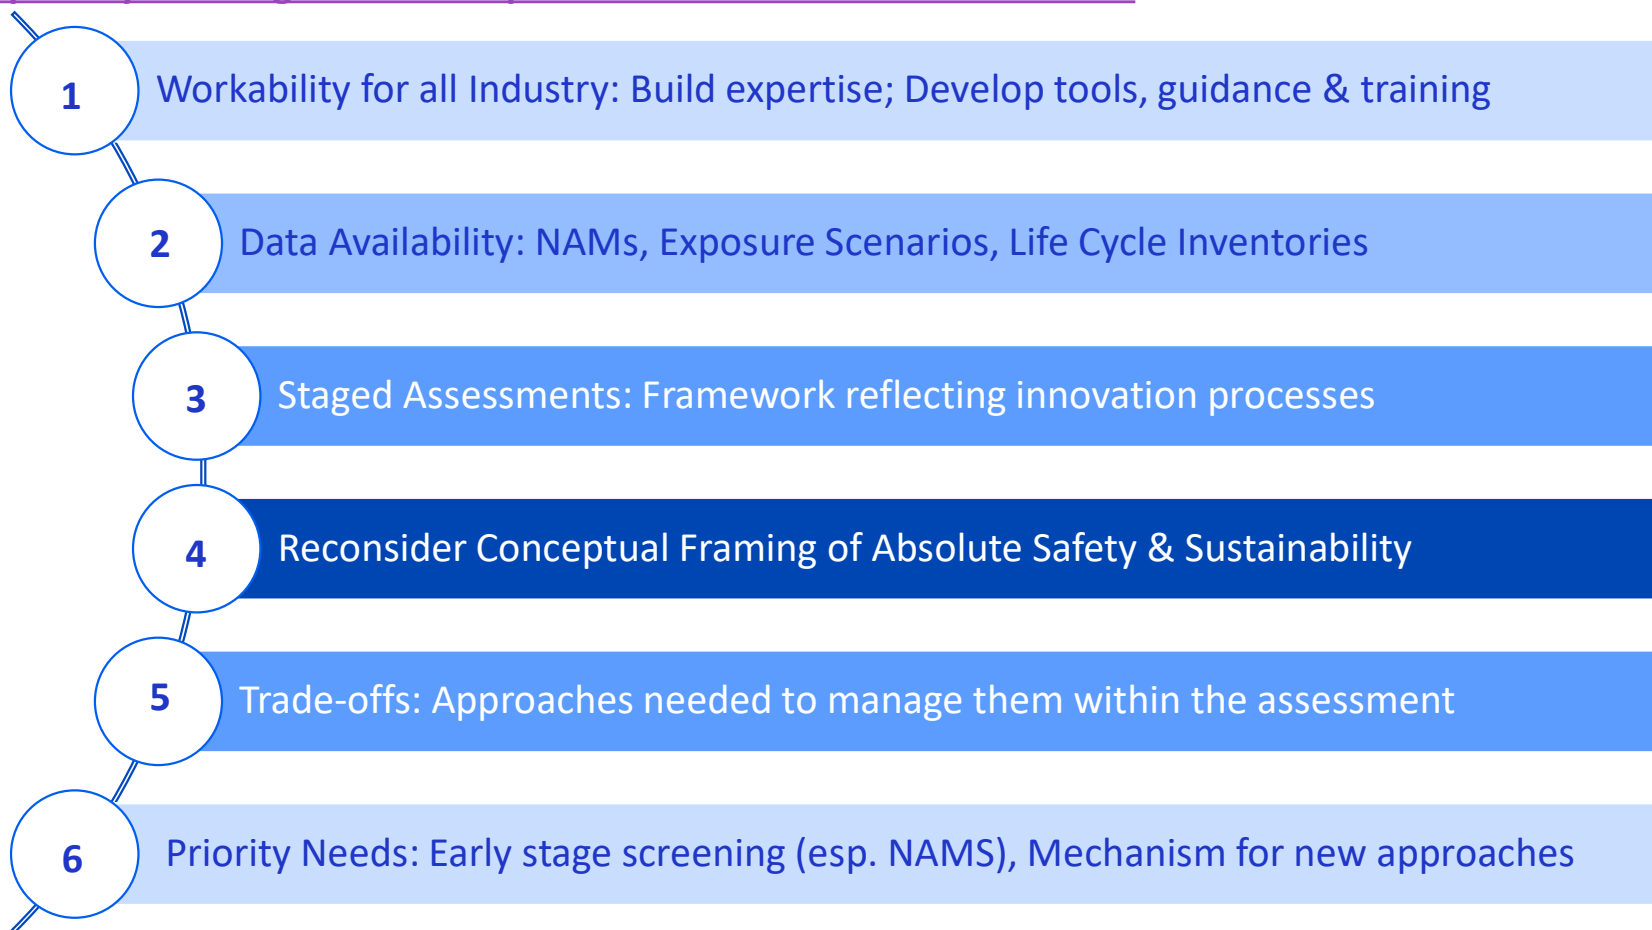 1
Workability for all Industry: Build expertise; Develop tools, guidance & training
2
Data Availability: NAMs, Exposure Scenarios, Life Cycle Inventories
3
Staged Assessments: Framework reflecting innovation processes
4
Reconsider Conceptual Framing of Absolute Safety & Sustainability
5
Trade-offs: Approaches needed to manage them within the assessment
6
Priority Needs: Early stage screening (esp. NAMS), Mechanism for new approaches